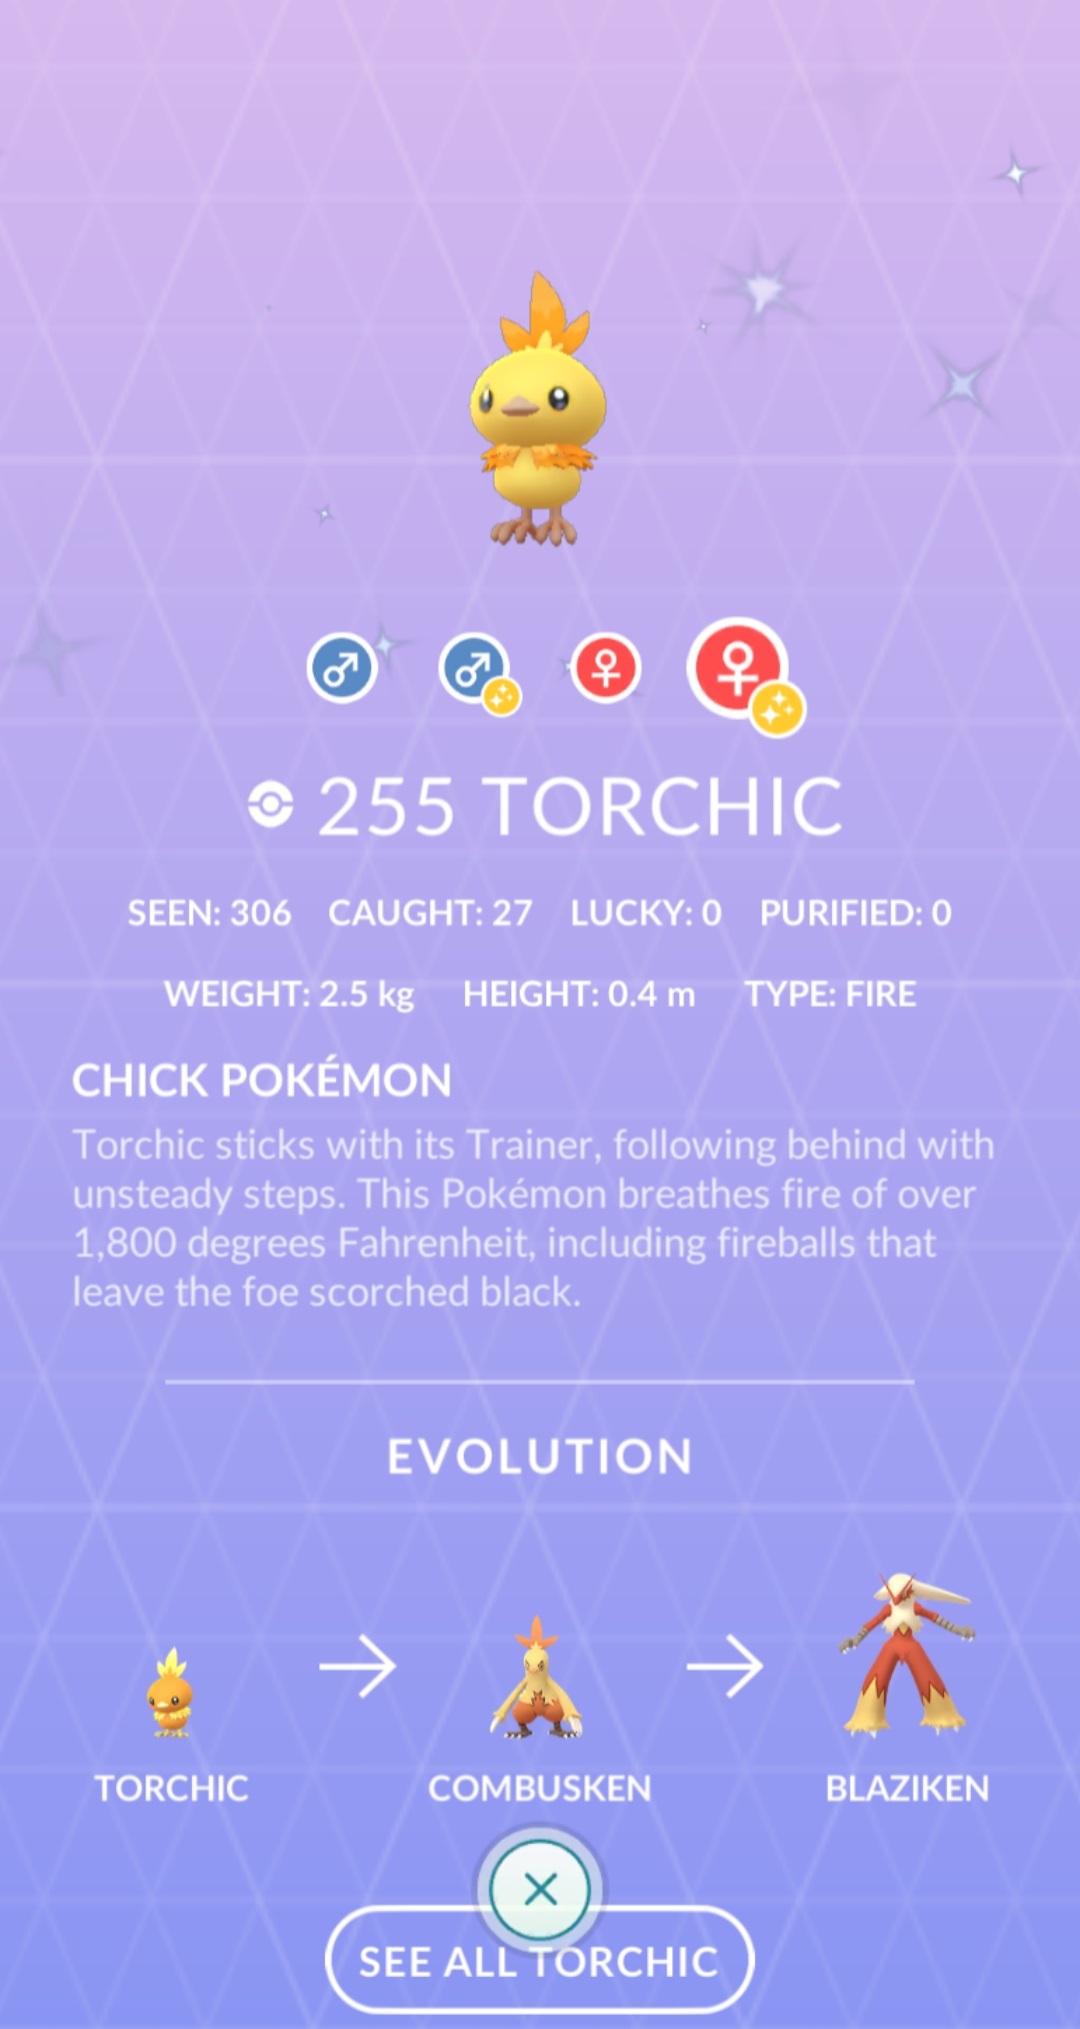 255 TORCHIC
SEEN: 306 CAUGHT: 27 LUCKY: 0 PURIFIED: 0
WEIGHT: 2.5 kg HEIGHT: 0.4 m TYPE: FIRE
CHICK POKÉMON
Torchic sticks with its Trainer, following behind with
unsteady steps. This Pokémon breathes fire of over
1,800 degrees Fahrenheit, including fireballs that
leave the foe scorched black.
EVOLUTION
TORCHIC COMBUSKEN BLAZIKEN
SEE ALL TORCHIC